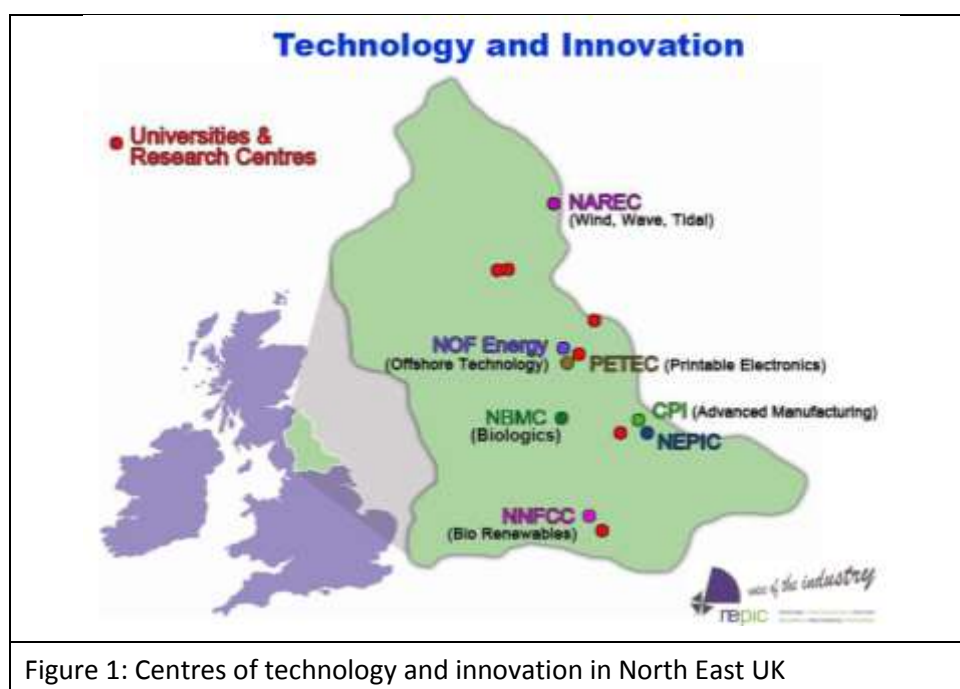 Technology and Innovation
Universities &
Research Centres
NAREC
(Wind, Wave, Tidal)
NOF Energy
(Offshore Technology)
PETEC (Printable Electronics)
NBMC
(Biologics)
CPI (Advanced Manufacturing)
NEPIC
NNFCC
(Bio Renewables)
of the industry
nepic
Figure 1: Centres of technology and innovation in North East UK